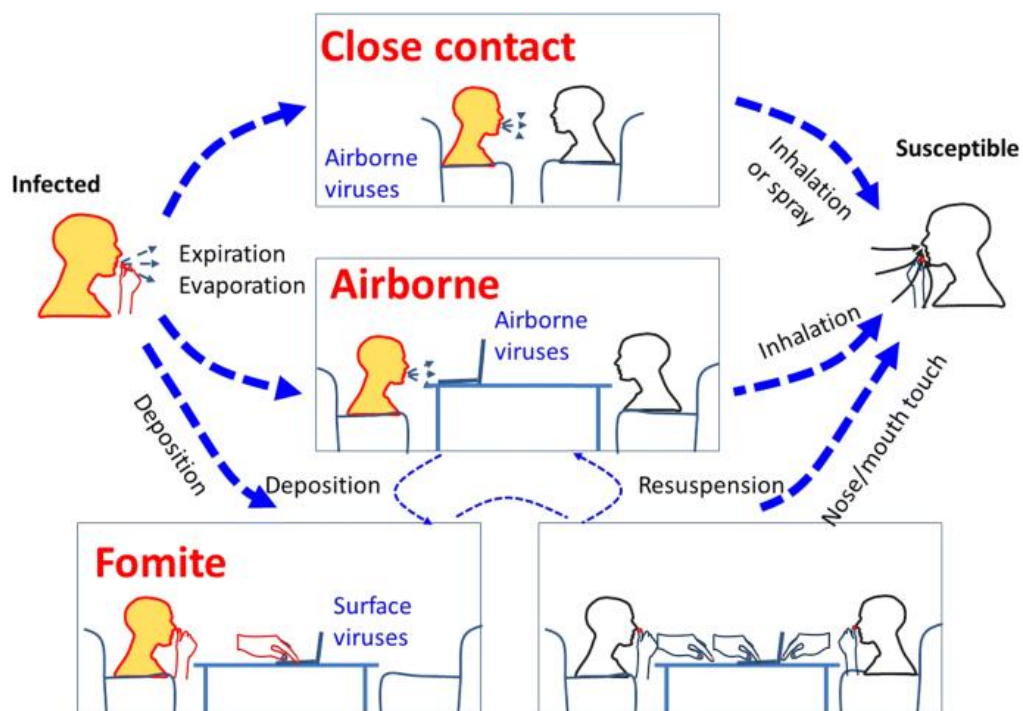 Close contact
Airborne
viruses
Infected
Expiration
Evaporation
Inhalation
or spray
Susceptible
Airborne
Airborne
viruses
Inhalation
Deposition
Deposition
Resuspension
Nose/mouth touch
Fomite
Surface
viruses